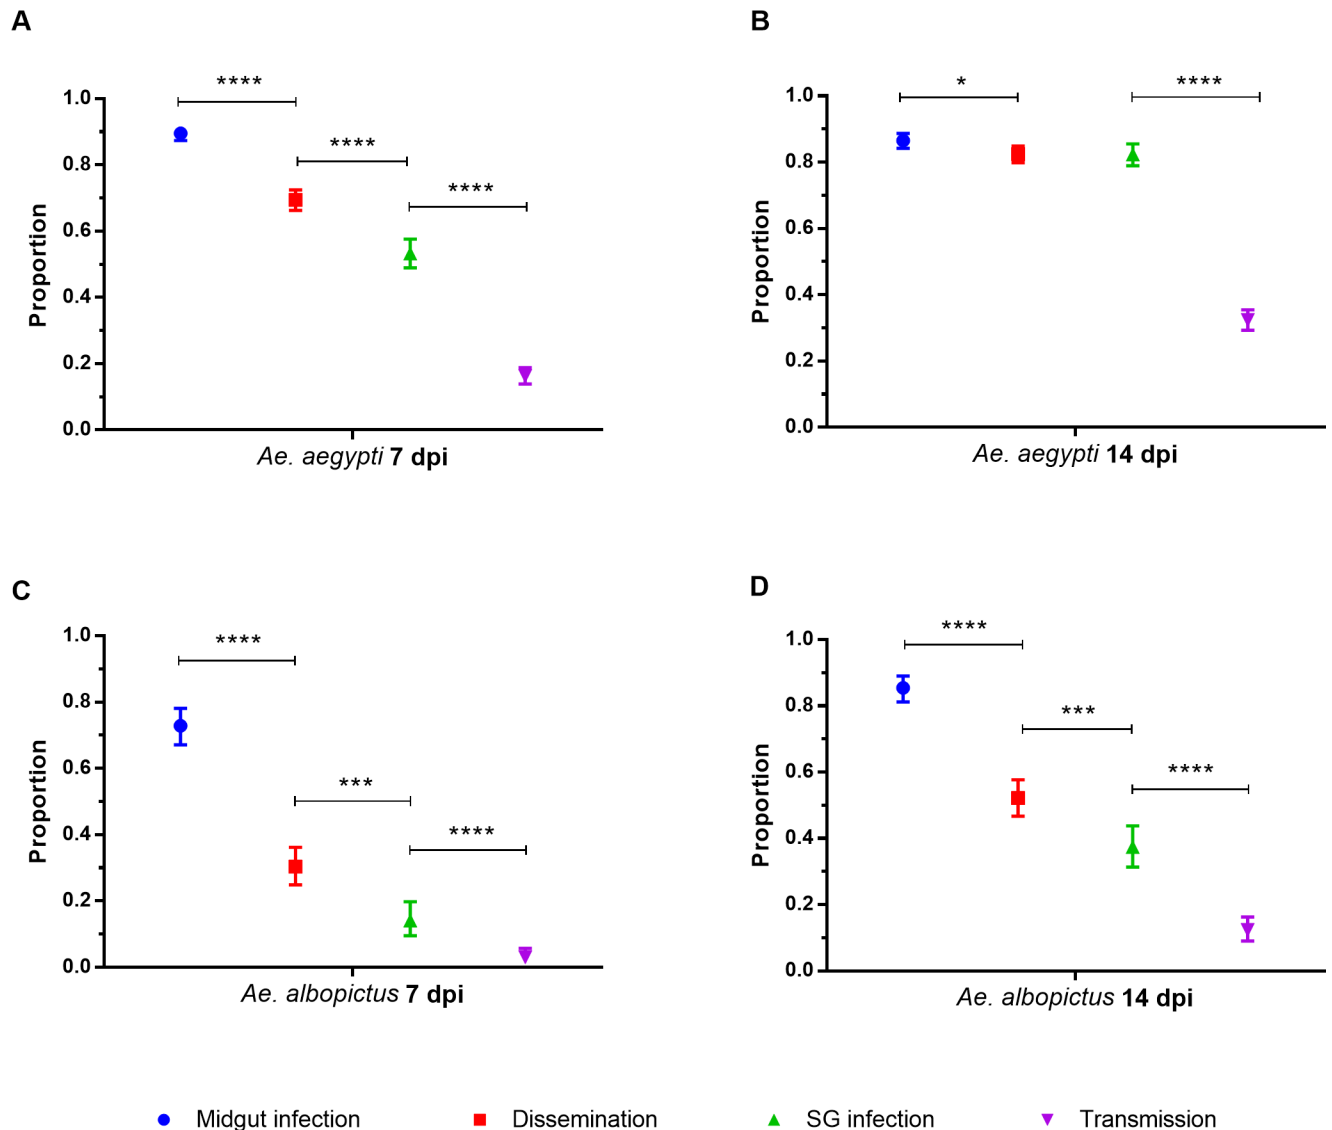 A
****
****
****
1.0
0.8
0.6
0.4
0.2
0.0
Proportion
Ae. aegypti 7 dpi
B
*
****
1.0
0.8
0.6
0.4
0.2
0.0
Proportion
Ae. aegypti 14 dpi
C
****
***
****
1.0
0.8
0.6
0.4
0.2
0.0
Proportion
Ae. albopictus 7 dpi
D
****
***
****
1.0
0.8
0.6
0.4
0.2
0.0
Proportion
Ae. albopictus 14 dpi
Midgut infection Dissemination SG infection Transmission